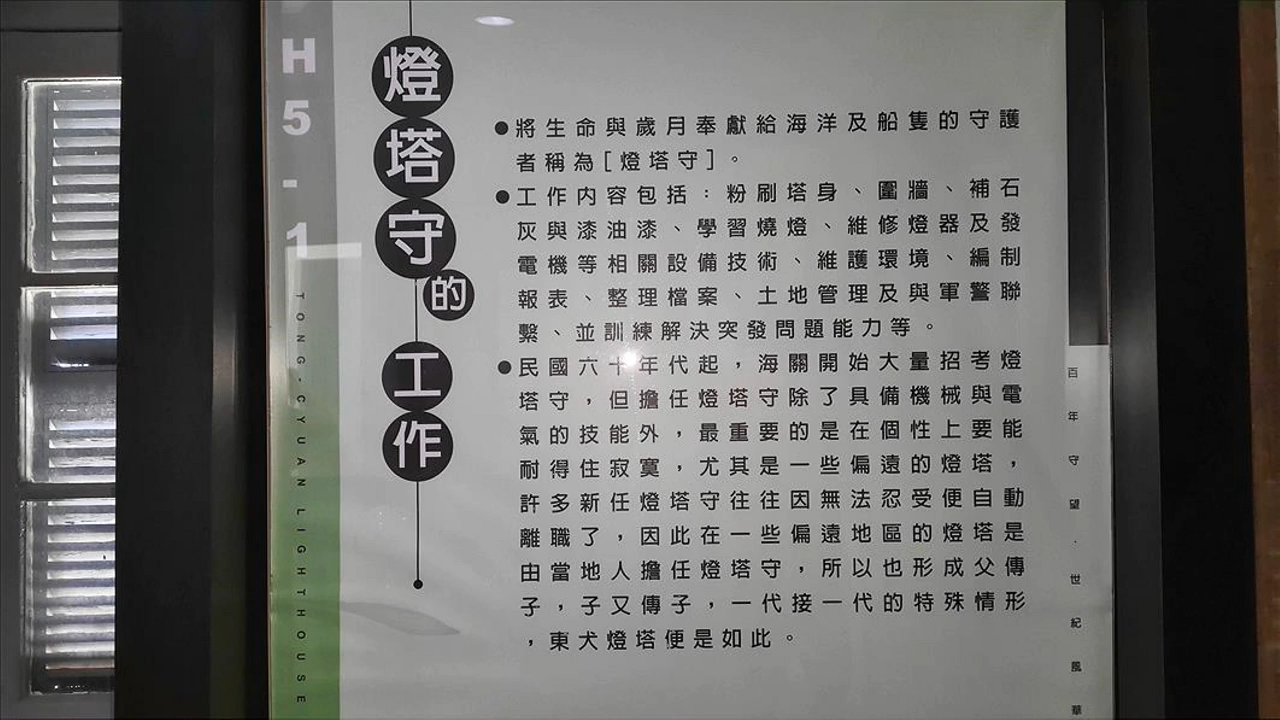 H5-1
TONG-CYUAN LIGHTHOUSE
燈塔守的工作
●將生命與歲月奉獻給海洋及船隻的守護
者稱為[燈塔守]。
●工作內容包括：粉刷塔身、圍牆、補石
灰與漆油漆、學習燒燈、維修燈器及發
電機等相關設備技術、維護環境、編制
報表、整理檔案、土地管理及與軍警聯
繫、並訓練解決突發問題能力等。
●民國六十年代起，海關開始大量招考燈
塔守，但擔任燈塔守除了具備機械與電
氣的技能外，最重要的是在個性上要能
耐得住寂寞，尤其是一些偏遠的燈塔，
許多新任燈塔守往往因無法忍受便自動
離職了，因此在一些偏遠地區的燈塔是
由當地人擔任燈塔守，所以也形成父傳
子，子又傳子，一代接一代的特殊情形
，東犬燈塔便是如此。
百年守望．世紀風華